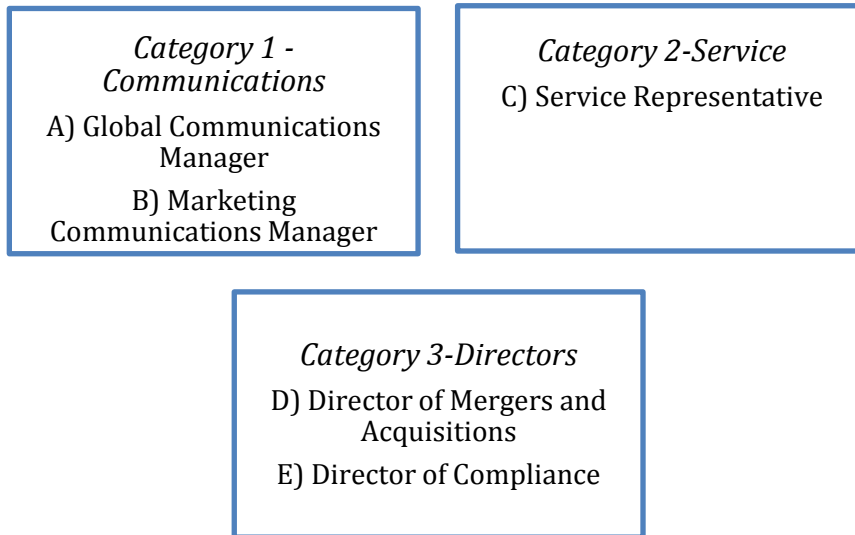 Category 1 -
Communications
A) Global Communications
Manager
B) Marketing
Communications Manager
Category 2-Service
C) Service Representative
Category 3-Directors
D) Director of Mergers and
Acquisitions
E) Director of Compliance